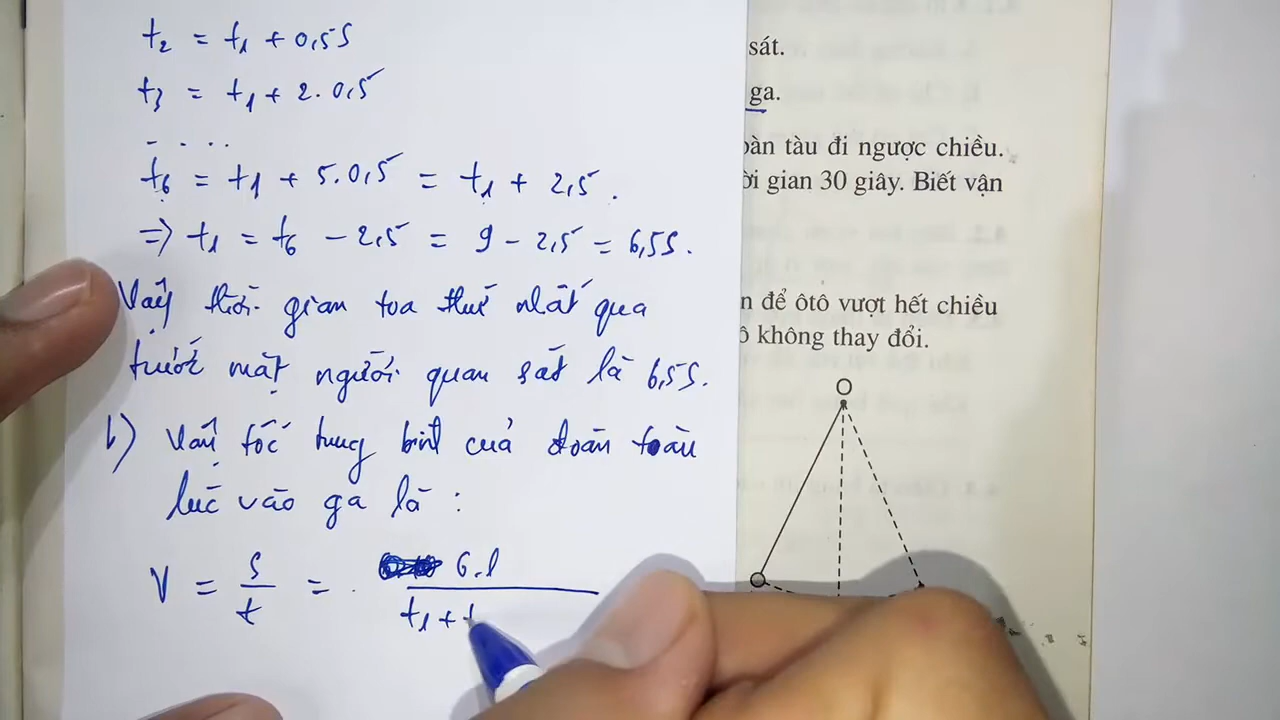 t₂ = t₁ + 0,5s
t₃ = t₁ + 2.0,5
- . . . .
t₆ = t₁ + 5.0,5 = t₁ + 2,5.
=> t₁ = t₆ - 2,5 = 9 - 2,5 = 6,5s.
Vậy thời gian toa thứ nhất qua
trước mặt người quan sát là 6,5s.
b) Vận tốc trung bình của đoàn toàu
lúc vào ga là :
V = s/t = 6.l / t₁ + t
sát.
ga.
oàn tàu đi ngược chiều.
ời gian 30 giây. Biết vận
n để ôtô vượt hết chiều
ô không thay đổi.
O